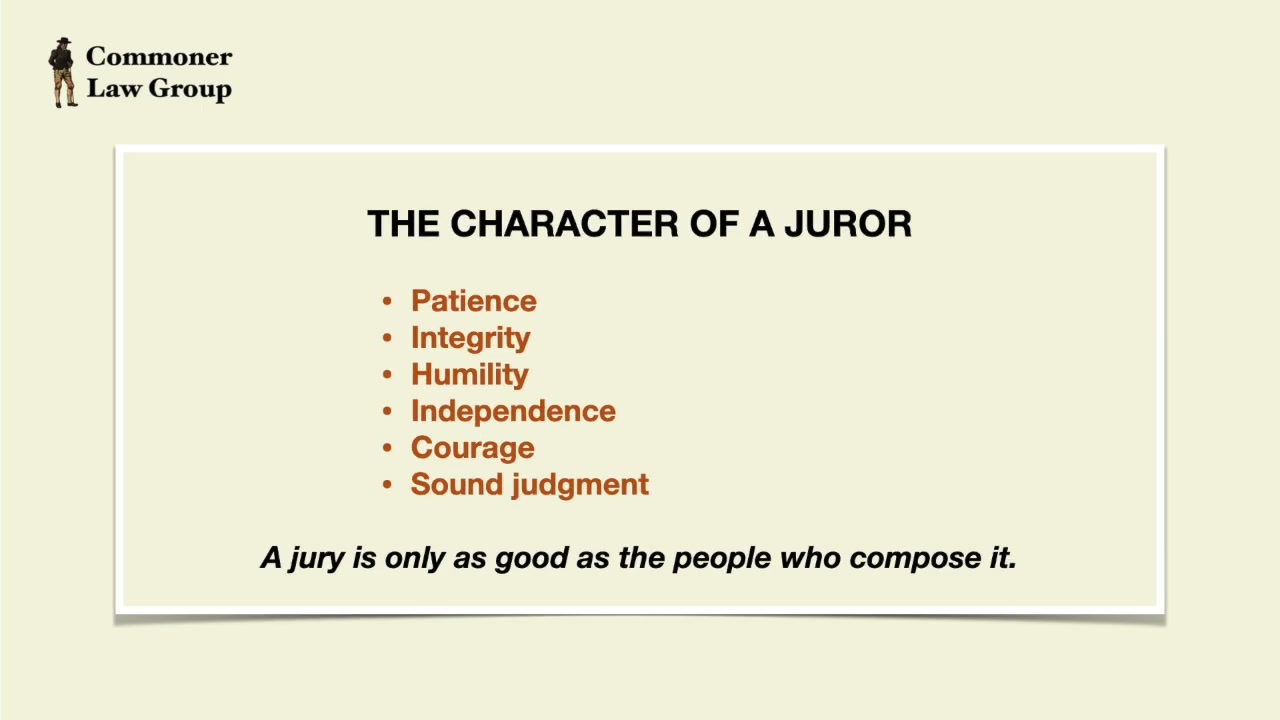 Commoner
Law Group
THE CHARACTER OF A JUROR
• Patience
• Integrity
• Humility
• Independence
• Courage
• Sound judgment
A jury is only as good as the people who compose it.